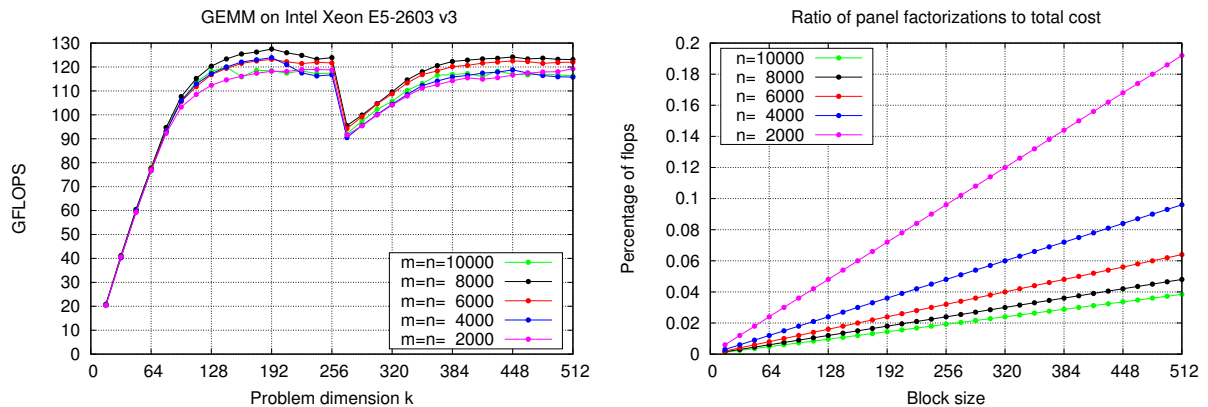 GEMM on Intel Xeon E5-2603 v3
GFLOPS
130
120
110
100
90
80
70
60
50
40
30
20
10
0
0 64 128 192 256 320 384 448 512
Problem dimension k
m=n=10000
m=n= 8000
m=n= 6000
m=n= 4000
m=n= 2000
Ratio of panel factorizations to total cost
Percentage of flops
0.2
0.18
0.16
0.14
0.12
0.1
0.08
0.06
0.04
0.02
0
0 64 128 192 256 320 384 448 512
Block size
n=10000
n= 8000
n= 6000
n= 4000
n= 2000